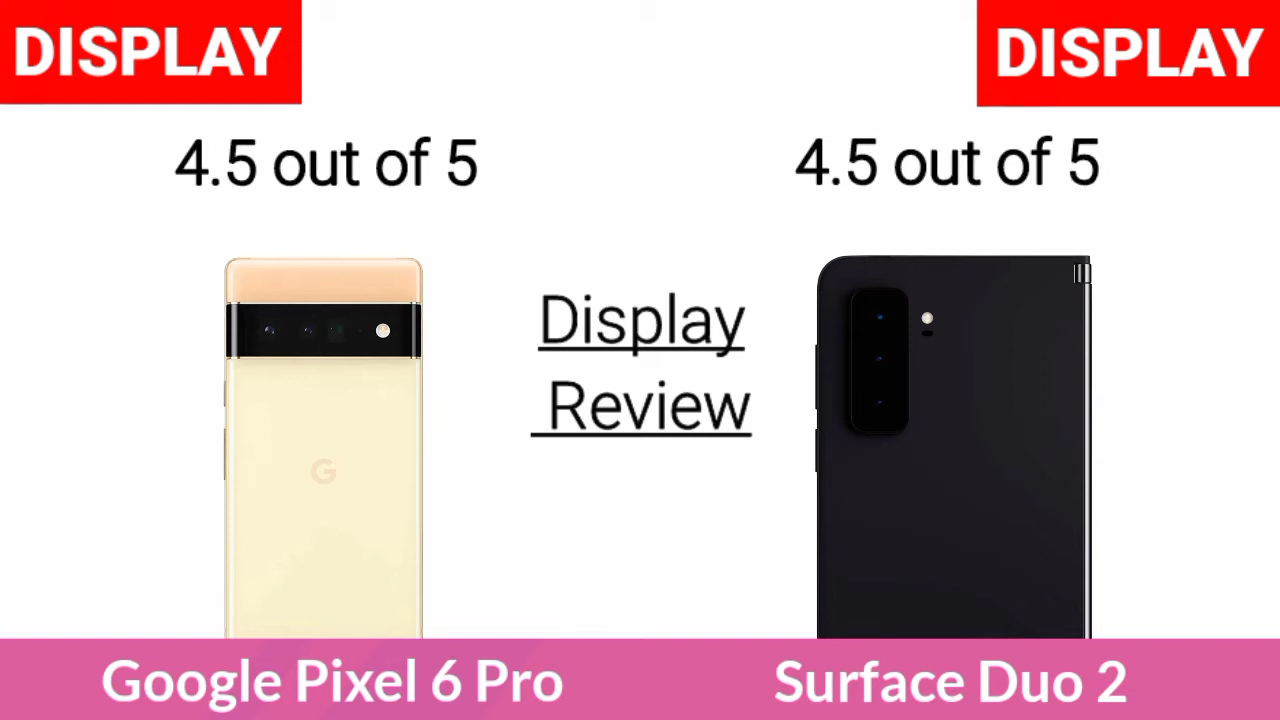 DISPLAY
DISPLAY
4.5 out of 5
4.5 out of 5
Display
Review
G
Google Pixel 6 Pro
Surface Duo 2